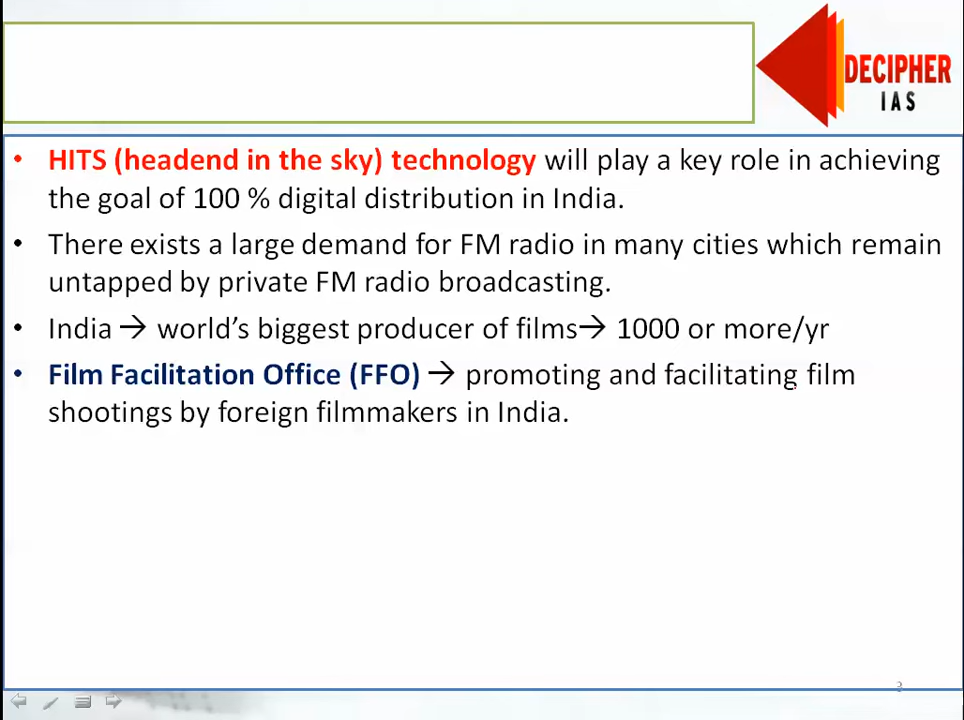 DECIPHER
IAS
• HITS (headend in the sky) technology will play a key role in achieving
the goal of 100 % digital distribution in India.
• There exists a large demand for FM radio in many cities which remain
untapped by private FM radio broadcasting.
• India → world’s biggest producer of films→ 1000 or more/yr
• Film Facilitation Office (FFO) → promoting and facilitating film
shootings by foreign filmmakers in India.
3